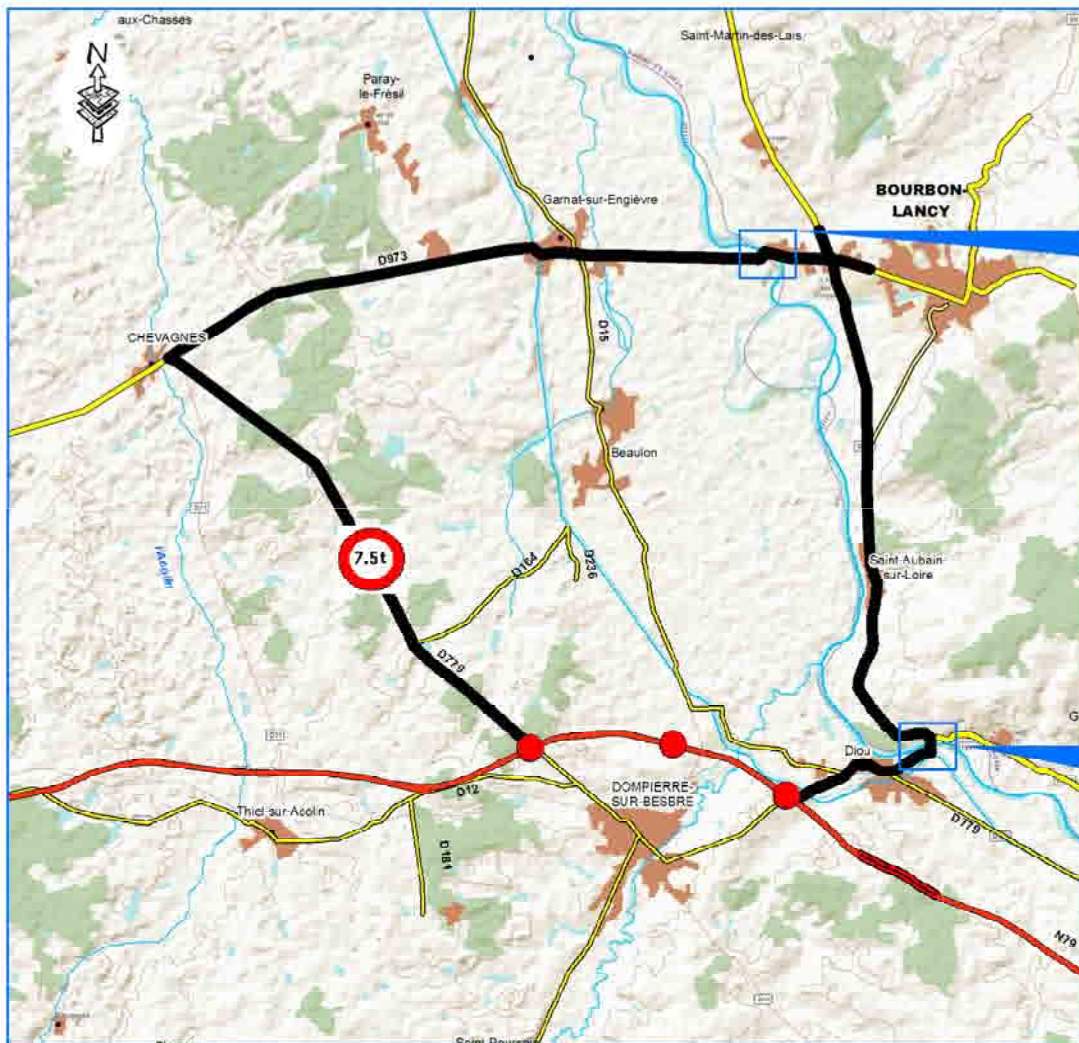 aux-Chasses
Saint-Martin-des-Lais
N
Paray-
le-Frésil
BOURBON-
LANCY
Garnat-sur-Engièvre
D973
D15
CHEVAGNES
Beaulon
7.5t
D164
D236
l'Acolin
Saint-Aubain
sur-Loire
D779
Diou
D12
Thiel-sur-Acolin
DOMPIERRE-
SUR-BESBRE
D779
D181
N79